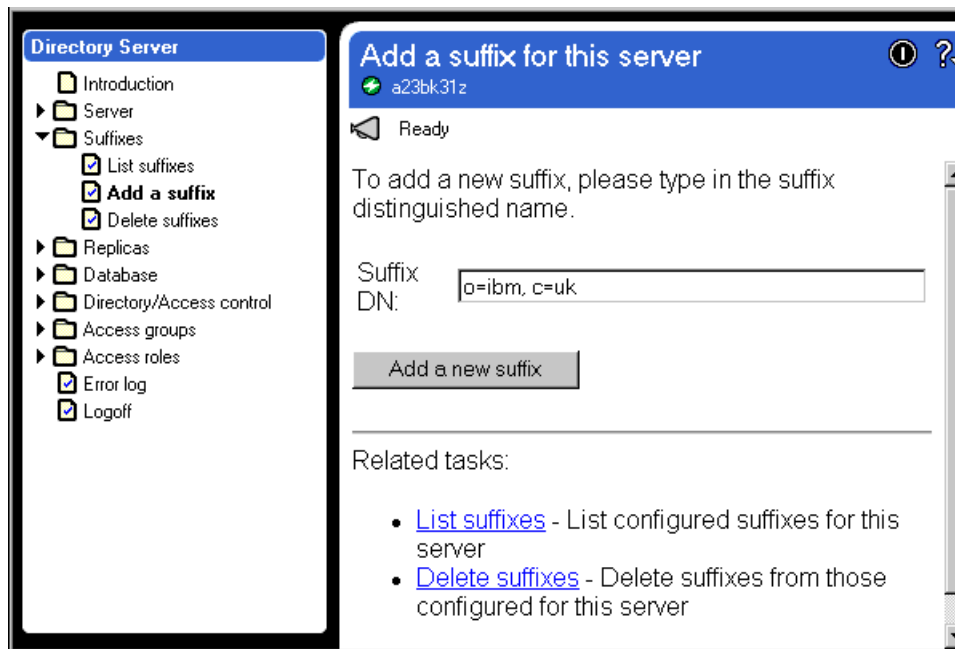 Directory Server
Introduction
Server
Suffixes
List suffixes
Add a suffix
Delete suffixes
Replicas
Database
Directory/Access control
Access groups
Access roles
Error log
Logoff
Add a suffix for this server
a23bk31z
Ready
To add a new suffix, please type in the suffix
distinguished name.
Suffix
DN:
o=ibm, c=uk
Add a new suffix
Related tasks:
List suffixes - List configured suffixes for this
server
Delete suffixes - Delete suffixes from those
configured for this server